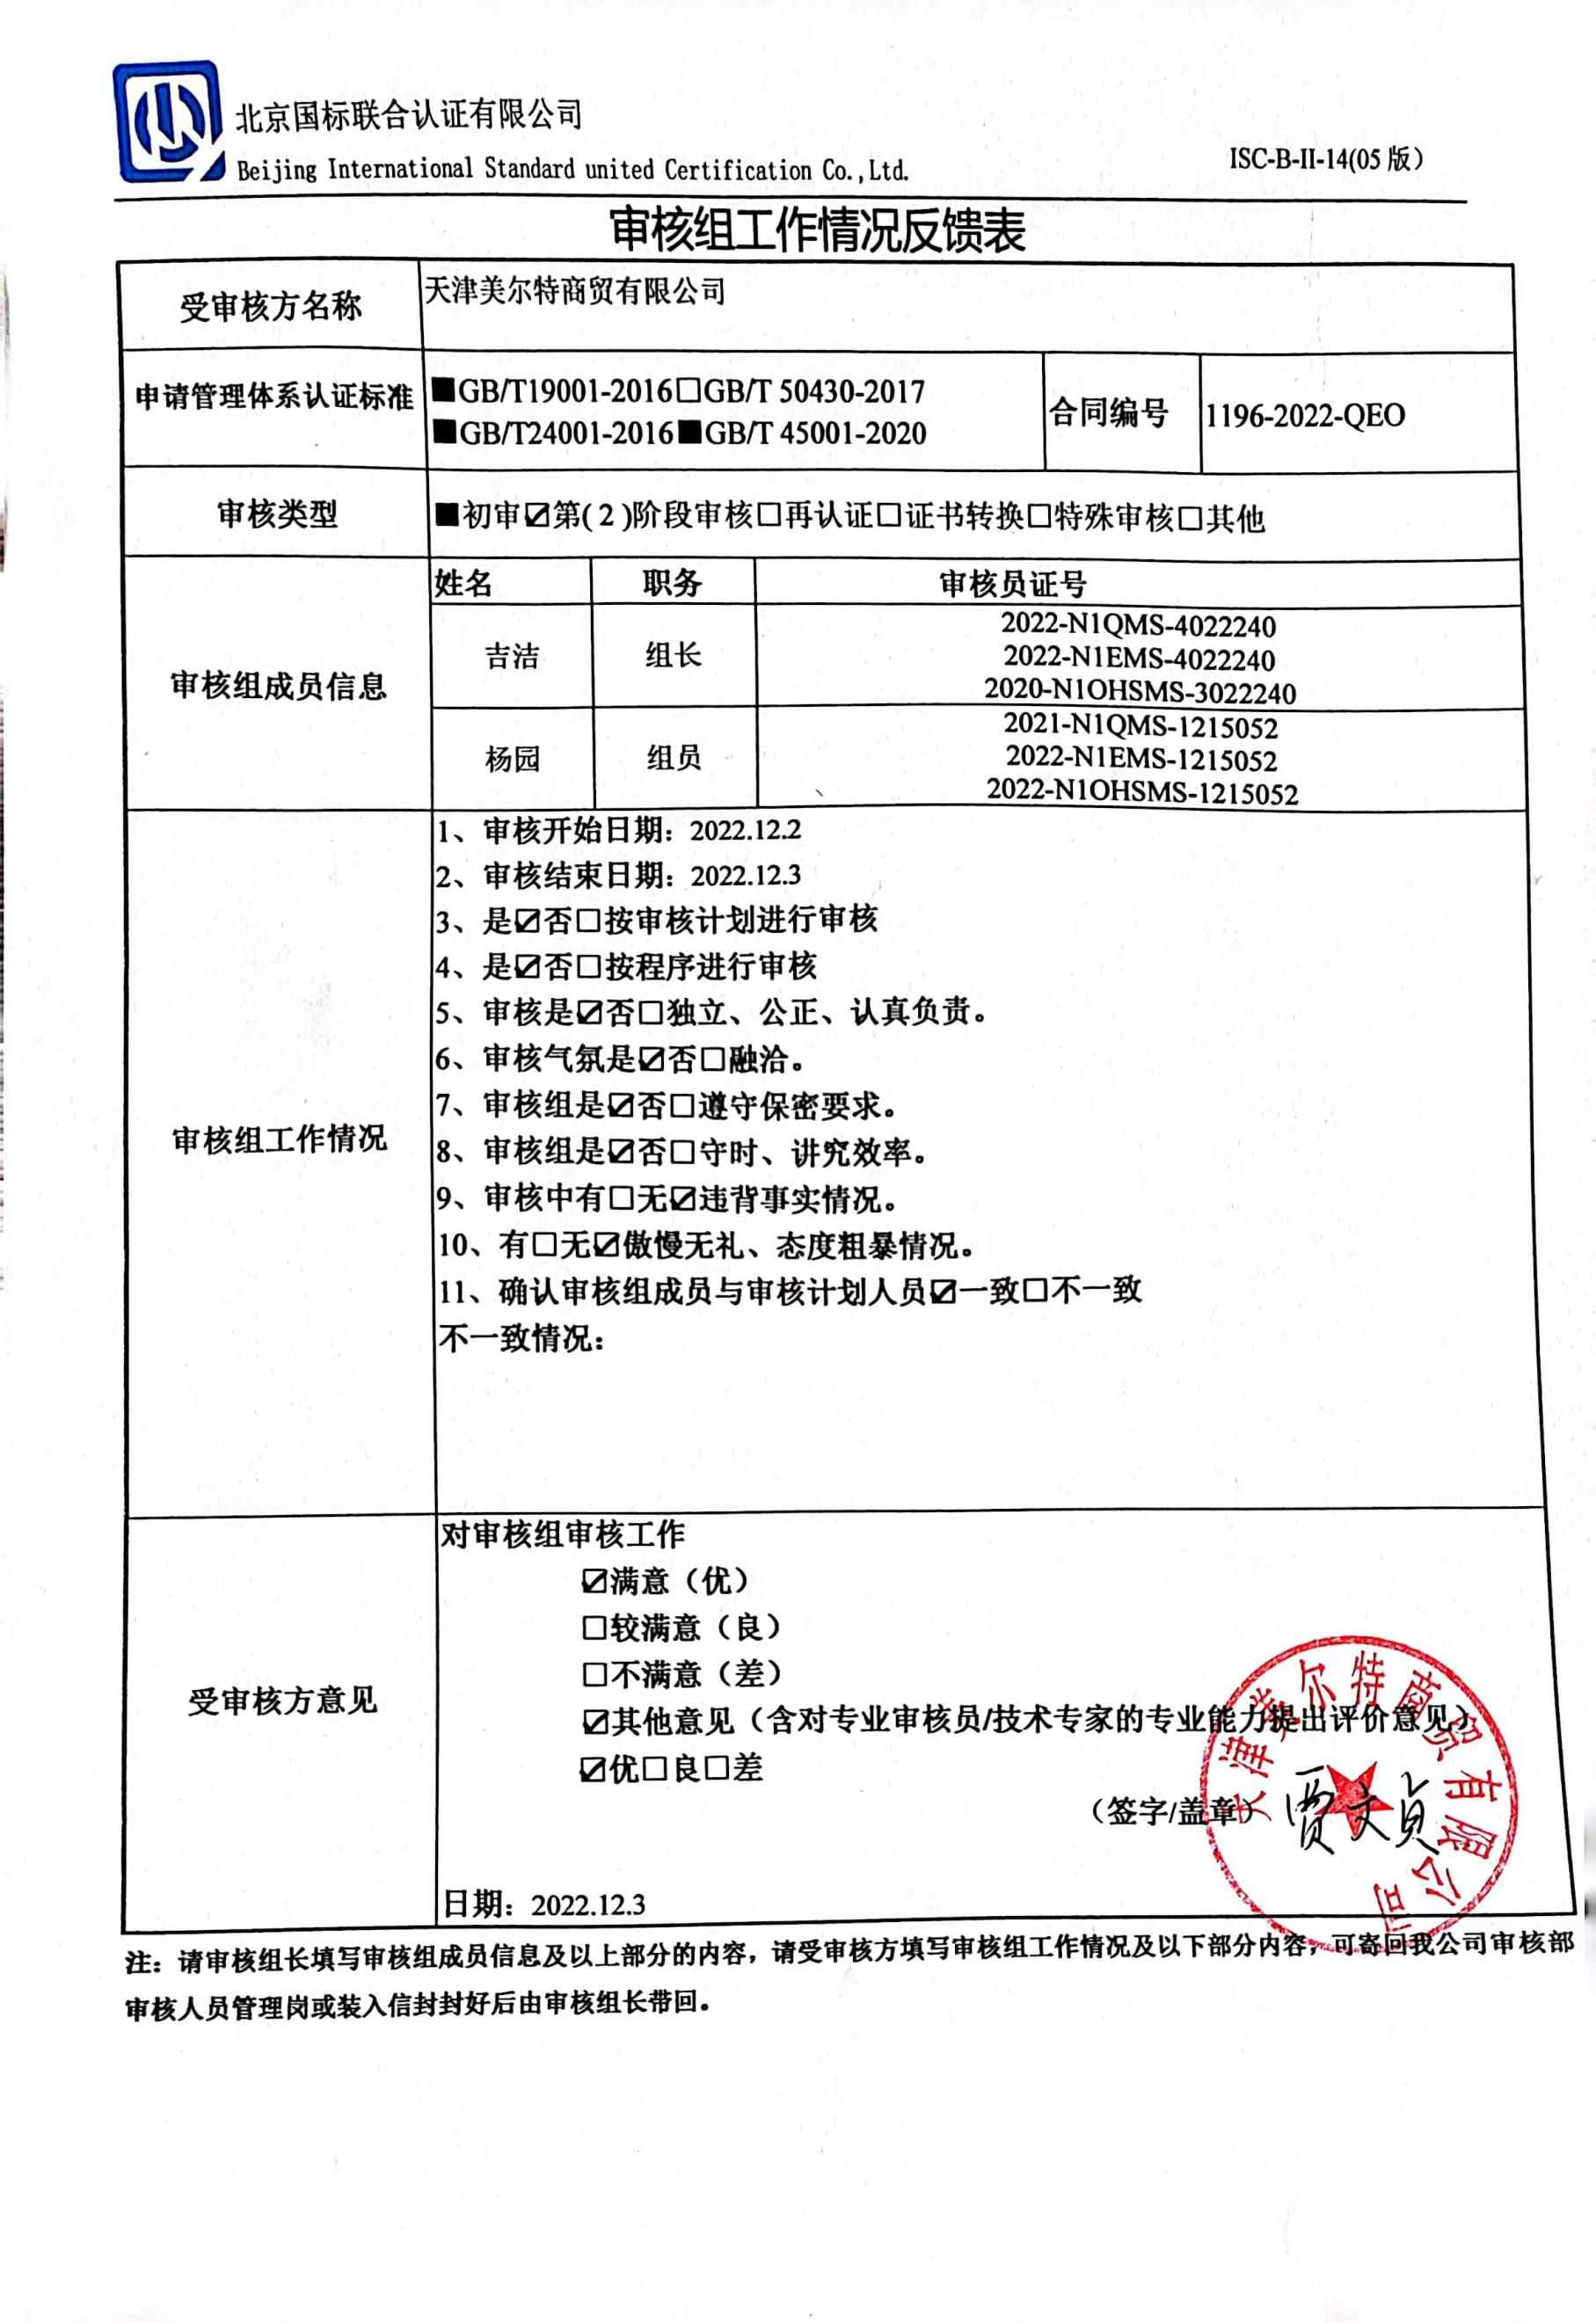 北京国标联合认证有限公司
Beijing International Standard united Certification Co.,Ltd.
ISC-B-II-14(05 版)
审核组工作情况反馈表
受审核方名称
天津美尔特商贸有限公司
申请管理体系认证标准
■GB/T19001-2016□GB/T 50430-2017
■GB/T24001-2016■GB/T 45001-2020
合同编号
1196-2022-QEO
审核类型
■初审☑第(2)阶段审核□再认证□证书转换□特殊审核□其他
审核组成员信息
姓名
职务
审核员证号
吉洁
组长
2022-N1QMS-4022240
2022-N1EMS-4022240
2020-N1OHSMS-3022240
杨园
组员
2021-N1QMS-1215052
2022-N1EMS-1215052
2022-N1OHSMS-1215052
审核组工作情况
1、审核开始日期：2022.12.2
2、审核结束日期：2022.12.3
3、是☑否□按审核计划进行审核
4、是☑否□按程序进行审核
5、审核是☑否□独立、公正、认真负责。
6、审核气氛是☑否□融洽。
7、审核组是☑否□遵守保密要求。
8、审核组是☑否□守时、讲究效率。
9、审核中有□无☑违背事实情况。
10、有□无☑傲慢无礼、态度粗暴情况。
11、确认审核组成员与审核计划人员☑一致□不一致
不一致情况：
受审核方意见
对审核组审核工作
☑满意（优）
□较满意（良）
□不满意（差）
☑其他意见（含对专业审核员/技术专家的专业能力提出评价意见）
☑优□良□差
（签字/盖章）
贾文贞
天津美尔特商贸有限公司
日期：2022.12.3
注：请审核组长填写审核组成员信息及以上部分的内容，请受审核方填写审核组工作情况及以下部分内容，可寄回我公司审核部
审核人员管理岗或装入信封封好后由审核组长带回。